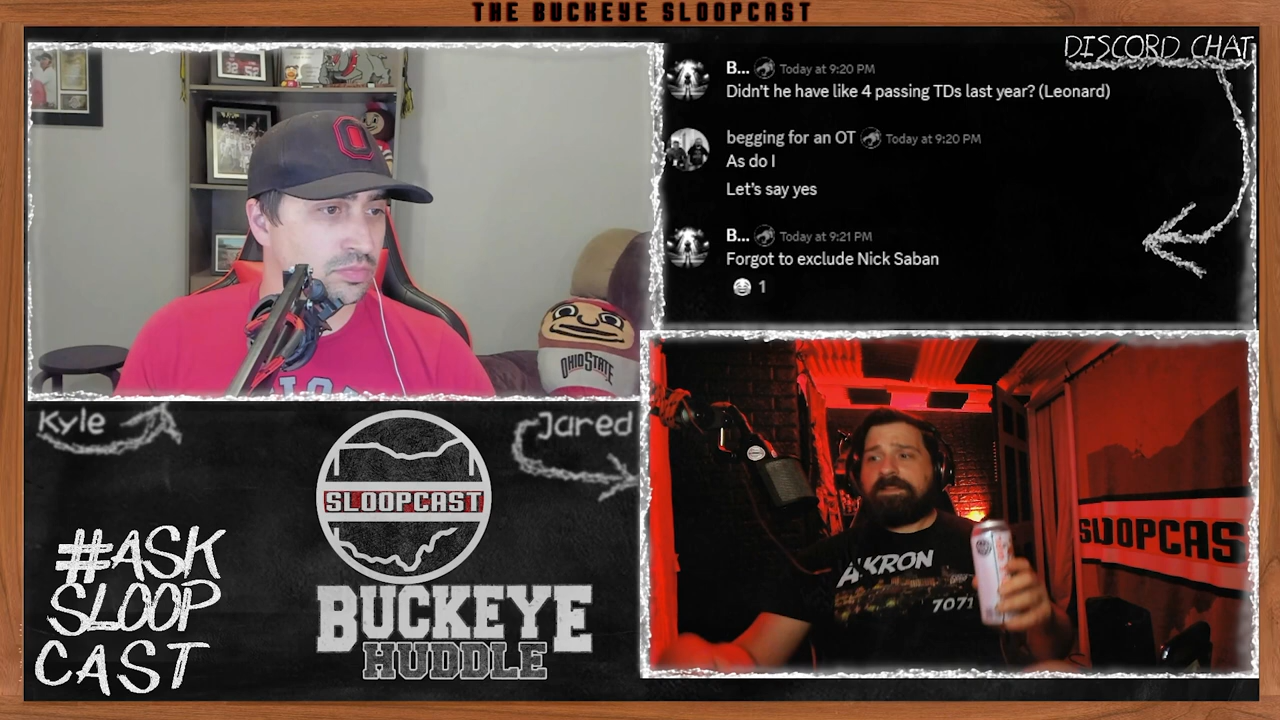 THE BUCKEYE SLOOPCAST
DISCORD CHAT
B... Today at 9:20 PM
Didn't he have like 4 passing TDs last year? (Leonard)
begging for an OT Today at 9:20 PM
As do I
Let's say yes
B... Today at 9:21 PM
Forgot to exclude Nick Saban
1
OHIO STATE
Kyle
Jared
SLOOPCAST
#ASK
SLOOP
CAST
BUCKEYE
HUDDLE
AKRON
7071
SLOOPCAS